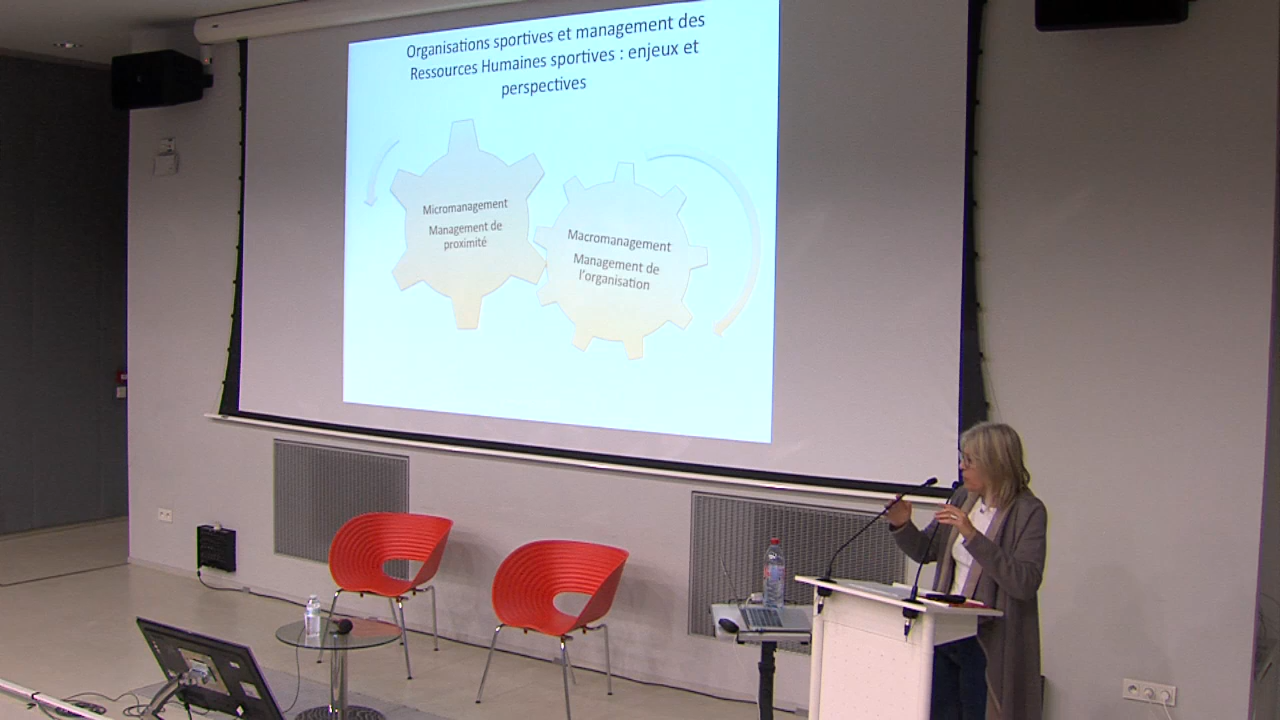 Organisations sportives et management des
Ressources Humaines sportives : enjeux et
perspectives
Micromanagement
Management de
proximité
Macromanagement
Management de
l'organisation